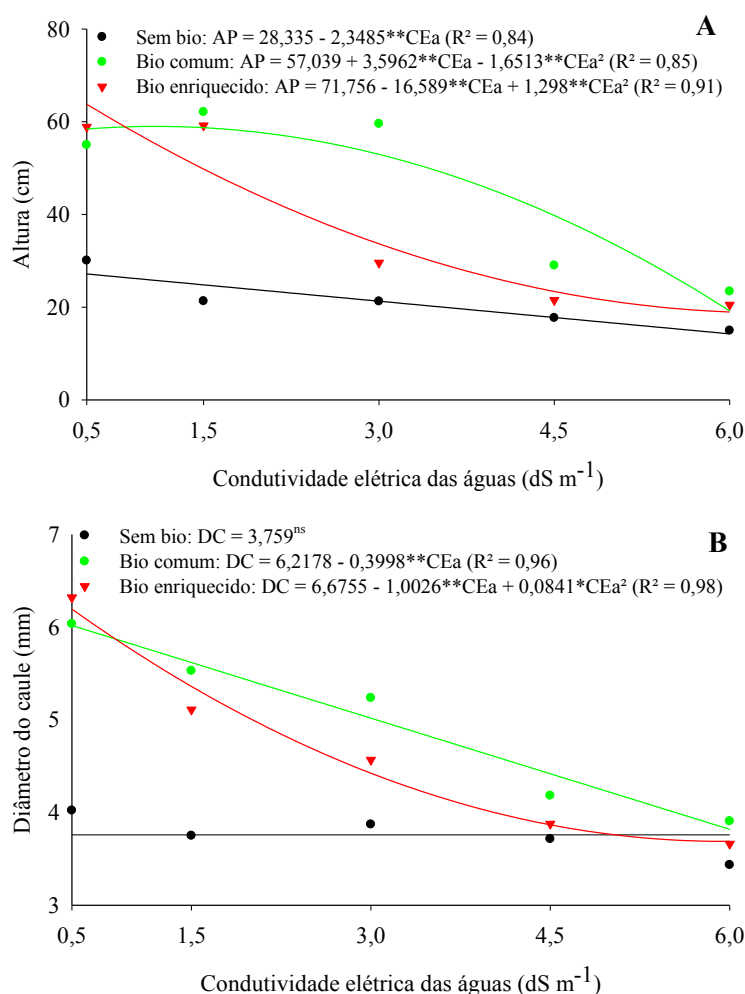 A
Sem bio: AP = 28,335 - 2,3485**CEa (R² = 0,84)
Bio comum: AP = 57,039 + 3,5962**CEa - 1,6513**CEa² (R² = 0,85)
Bio enriquecido: AP = 71,756 - 16,589**CEa + 1,298**CEa² (R² = 0,91)
Altura (cm)
80
60
40
20
0
0,5 1,5 3,0 4,5 6,0
Condutividade elétrica das águas (dS m⁻¹)
B
Sem bio: DC = 3,759ⁿˢ
Bio comum: DC = 6,2178 - 0,3998**CEa (R² = 0,96)
Bio enriquecido: DC = 6,6755 - 1,0026**CEa + 0,0841*CEa² (R² = 0,98)
Diâmetro do caule (mm)
7
6
5
4
3
0,5 1,5 3,0 4,5 6,0
Condutividade elétrica das águas (dS m⁻¹)